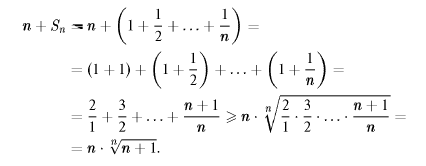 n + Sₙ = n + (1 + 1/2 + ... + 1/n) =
= (1 + 1) + (1 + 1/2) + ... + (1 + 1/n) =
= 2/1 + 3/2 + ... + (n + 1)/n ⩾ n · ⁿ√(2/1 · 3/2 · ... · (n + 1)/n) =
= n · ⁿ√(n + 1).